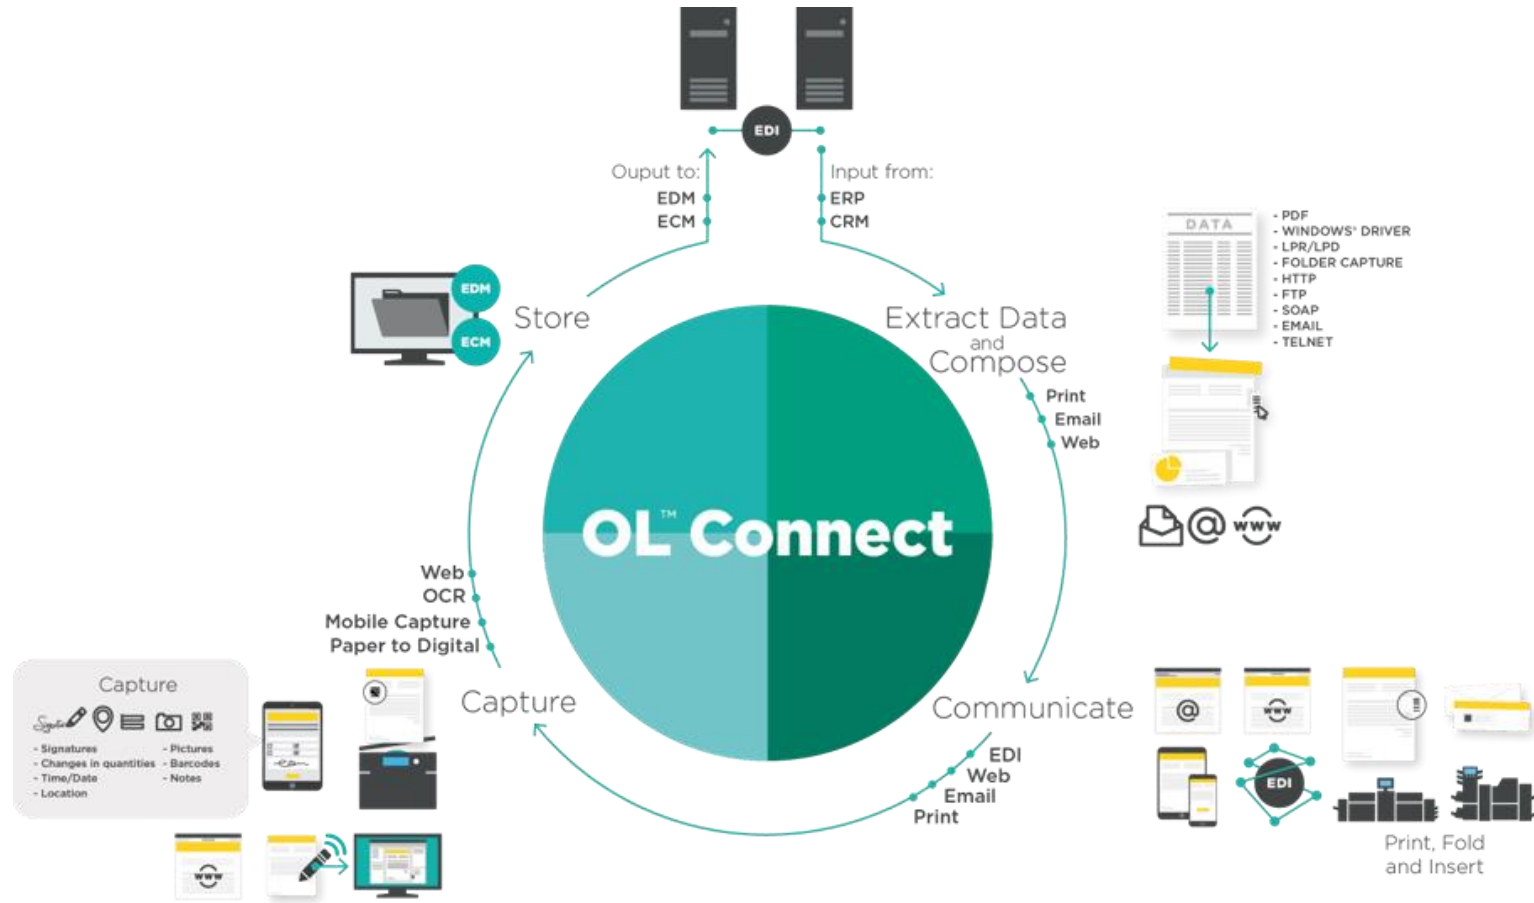 EDI
Ouput to:
EDM
ECM
Input from:
ERP
CRM
DATA
- PDF
- WINDOWS® DRIVER
- LPR/LPD
- FOLDER CAPTURE
- HTTP
- FTP
- SOAP
- EMAIL
- TELNET
EDM
ECM
Store
Extract Data
and
Compose
Print
Email
Web
www
OL™ Connect
Web
OCR
Mobile Capture
Paper to Digital
Capture
Communicate
EDI
Web
Email
Print
Capture
- Signatures
- Changes in quantities
- Time/Date
- Location
- Pictures
- Barcodes
- Notes
www
@
www
EDI
Print, Fold
and Insert